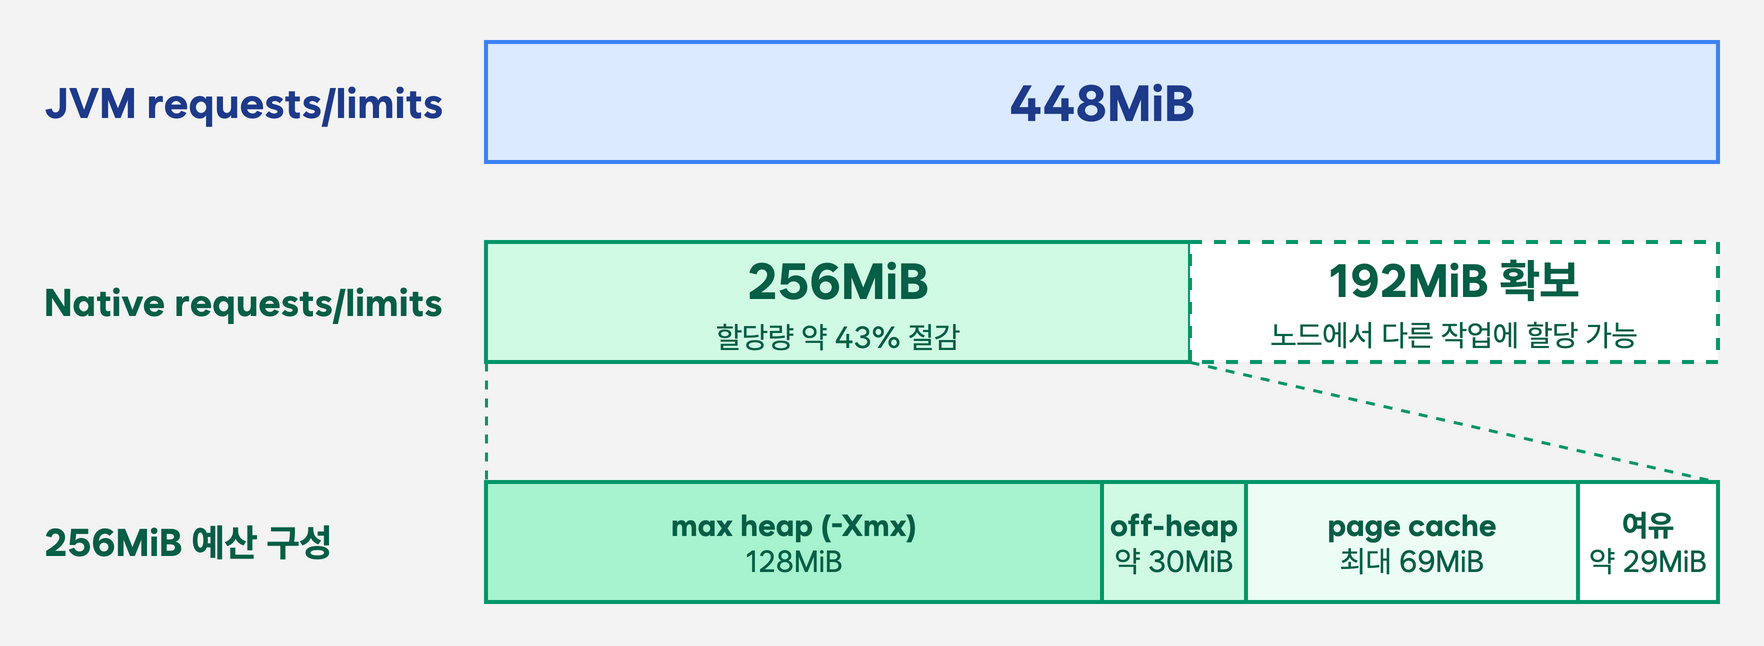 JVM requests/limits
448MiB
Native requests/limits
256MiB
할당량 약 43% 절감
192MiB 확보
노드에서 다른 작업에 할당 가능
256MiB 예산 구성
max heap (-Xmx)
128MiB
off-heap
약 30MiB
page cache
최대 69MiB
여유
약 29MiB